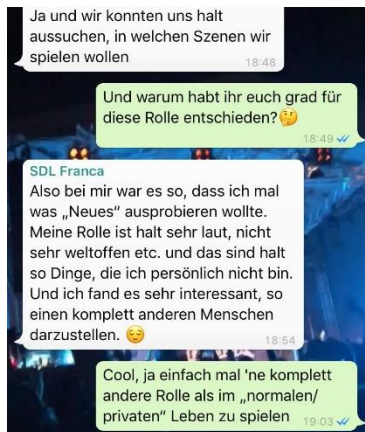 Ja und wir konnten uns halt
aussuchen, in welchen Szenen wir
spielen wollen
18:48
Und warum habt ihr euch grad für
diese Rolle entschieden?🤔
18:49
SDL Franca
Also bei mir war es so, dass ich mal
was „Neues“ ausprobieren wollte.
Meine Rolle ist halt sehr laut, nicht
sehr weltoffen etc. und das sind halt
so Dinge, die ich persönlich nicht bin.
Und ich fand es sehr interessant, so
einen komplett anderen Menschen
darzustellen. 😌
18:54
Cool, ja einfach mal 'ne komplett
andere Rolle als im „normalen/
privaten“ Leben zu spielen
19:03